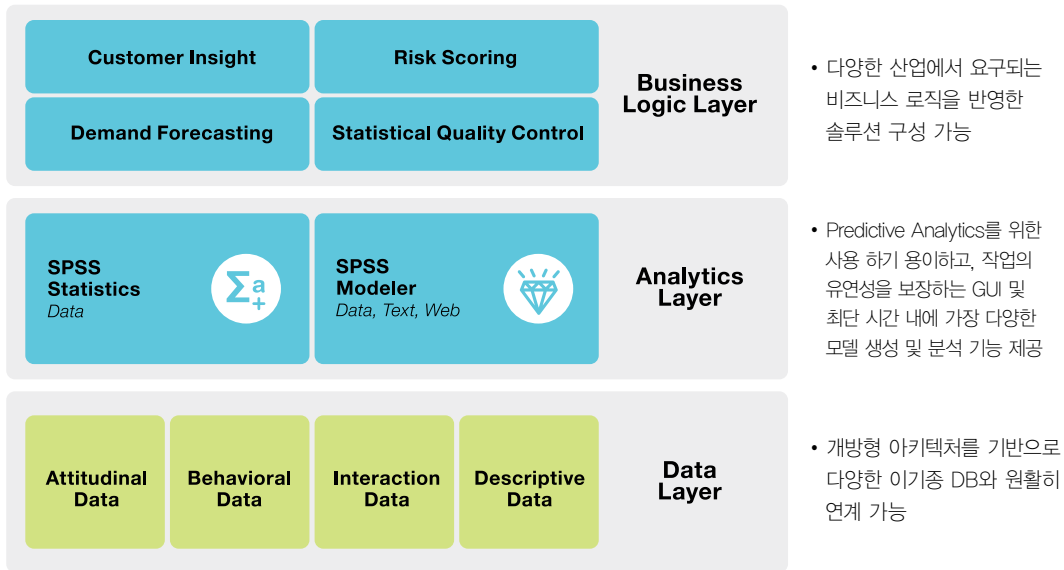 Customer Insight
Risk Scoring
Demand Forecasting
Statistical Quality Control
Business
Logic Layer
• 다양한 산업에서 요구되는
비즈니스 로직을 반영한
솔루션 구성 가능
SPSS
Statistics
Data
Σa+
SPSS
Modeler
Data, Text, Web
Analytics
Layer
• Predictive Analytics를 위한
사용 하기 용이하고, 작업의
유연성을 보장하는 GUI 및
최단 시간 내에 가장 다양한
모델 생성 및 분석 기능 제공
Attitudinal
Data
Behavioral
Data
Interaction
Data
Descriptive
Data
Data
Layer
• 개방형 아키텍처를 기반으로
다양한 이기종 DB와 원활히
연계 가능